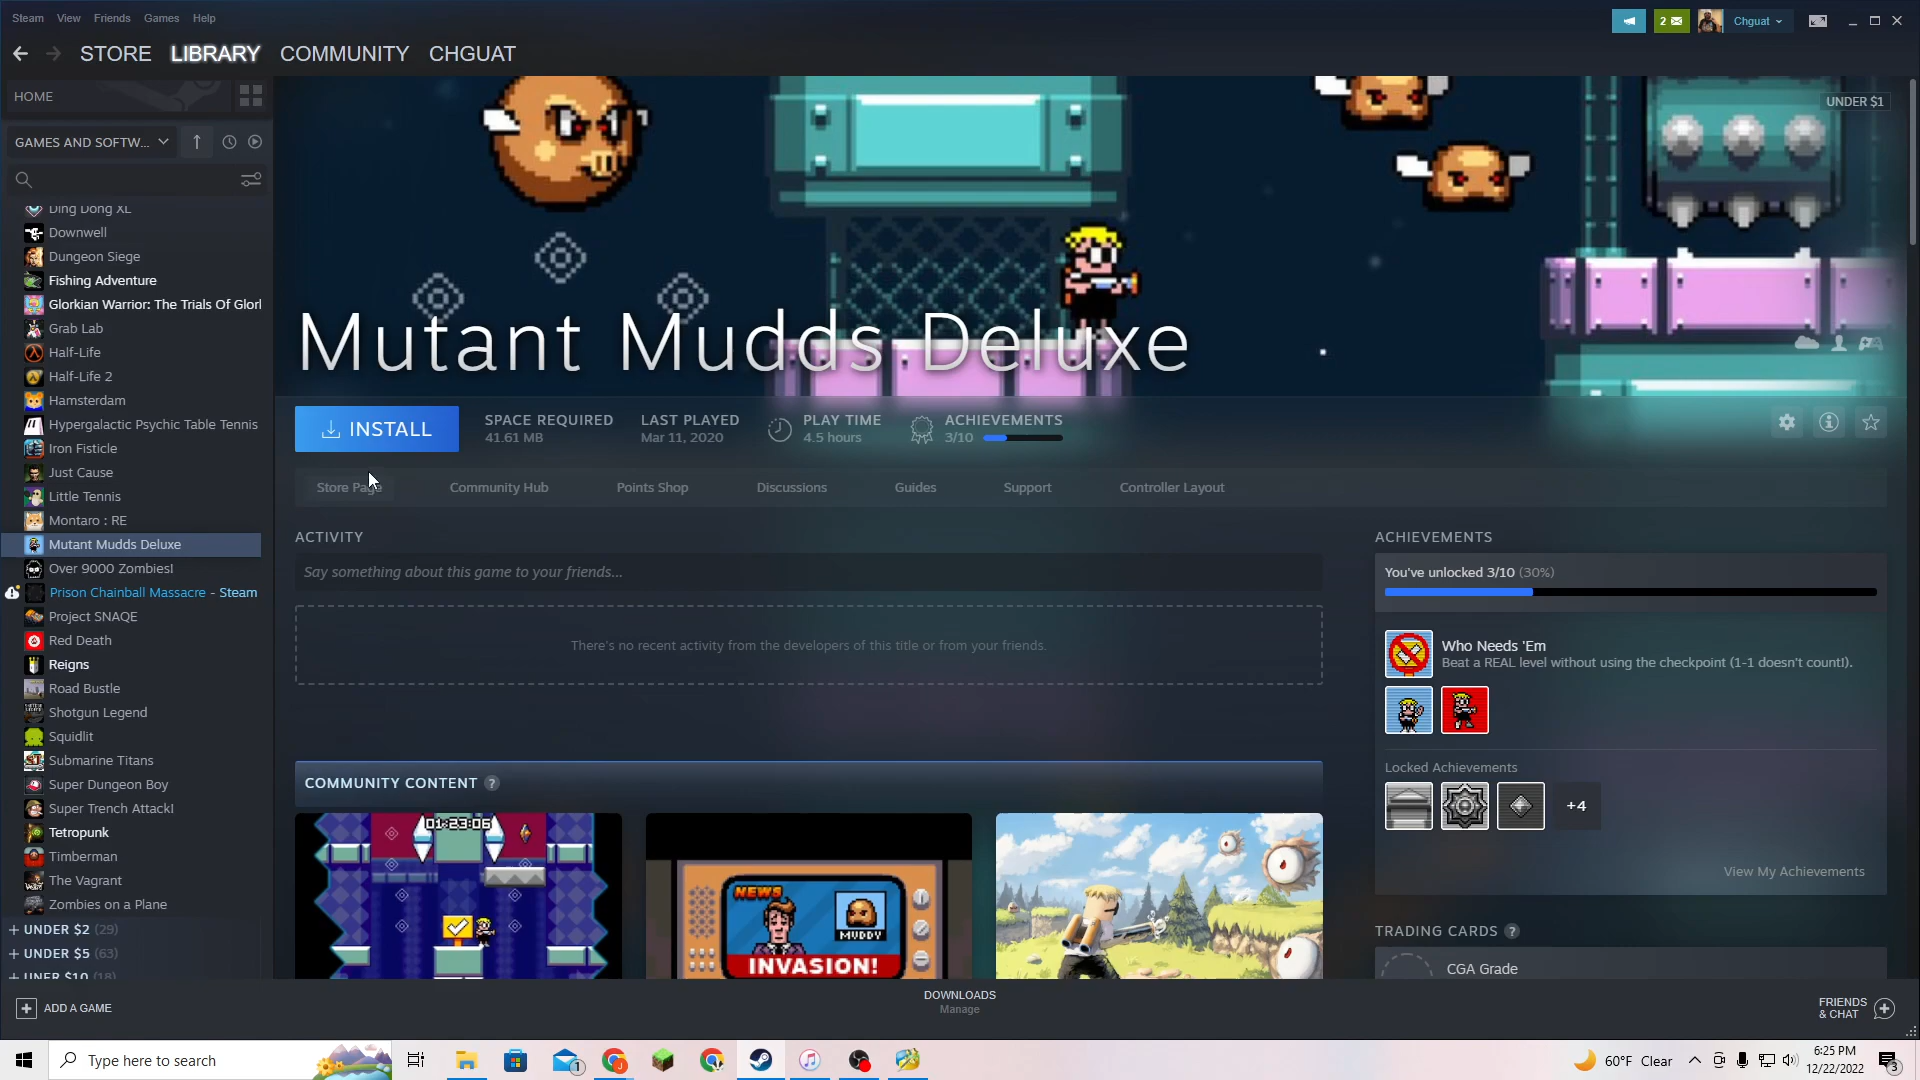 Steam View Friends Games Help
2
Chguat
STORE LIBRARY COMMUNITY CHGUAT
HOME
GAMES AND SOFTW...
Ding Dong XL
Downwell
Dungeon Siege
Fishing Adventure
Glorkian Warrior: The Trials Of Glorl
Grab Lab
Half-Life
Half-Life 2
Hamsterdam
Hypergalactic Psychic Table Tennis
Iron Fisticle
Just Cause
Little Tennis
Montaro : RE
Mutant Mudds Deluxe
Over 9000 Zombies!
Prison Chainball Massacre - Steam
Project SNAQE
Red Death
Reigns
Road Bustle
Shotgun Legend
Squidlit
Submarine Titans
Super Dungeon Boy
Super Trench Attack!
Tetropunk
Timberman
The Vagrant
Zombies on a Plane
+ UNDER $2 (29)
+ UNDER $5 (63)
+ UNER $10 (18)
ADD A GAME
UNDER $1
Mutant Mudds Deluxe
INSTALL
SPACE REQUIRED
41.61 MB
LAST PLAYED
Mar 11, 2020
PLAY TIME
4.5 hours
ACHIEVEMENTS
3/10
Store Page Community Hub Points Shop Discussions Guides Support Controller Layout
ACTIVITY
Say something about this game to your friends...
There's no recent activity from the developers of this title or from your friends.
COMMUNITY CONTENT ?
01:23:06
NEWS
MUDDY
INVASION!
ACHIEVEMENTS
You've unlocked 3/10 (30%)
Who Needs 'Em
Beat a REAL level without using the checkpoint (1-1 doesn't count!).
Locked Achievements
+4
View My Achievements
TRADING CARDS ?
CGA Grade
DOWNLOADS
Manage
FRIENDS
& CHAT
Type here to search
1
60°F Clear
6:25 PM
12/22/2022
3